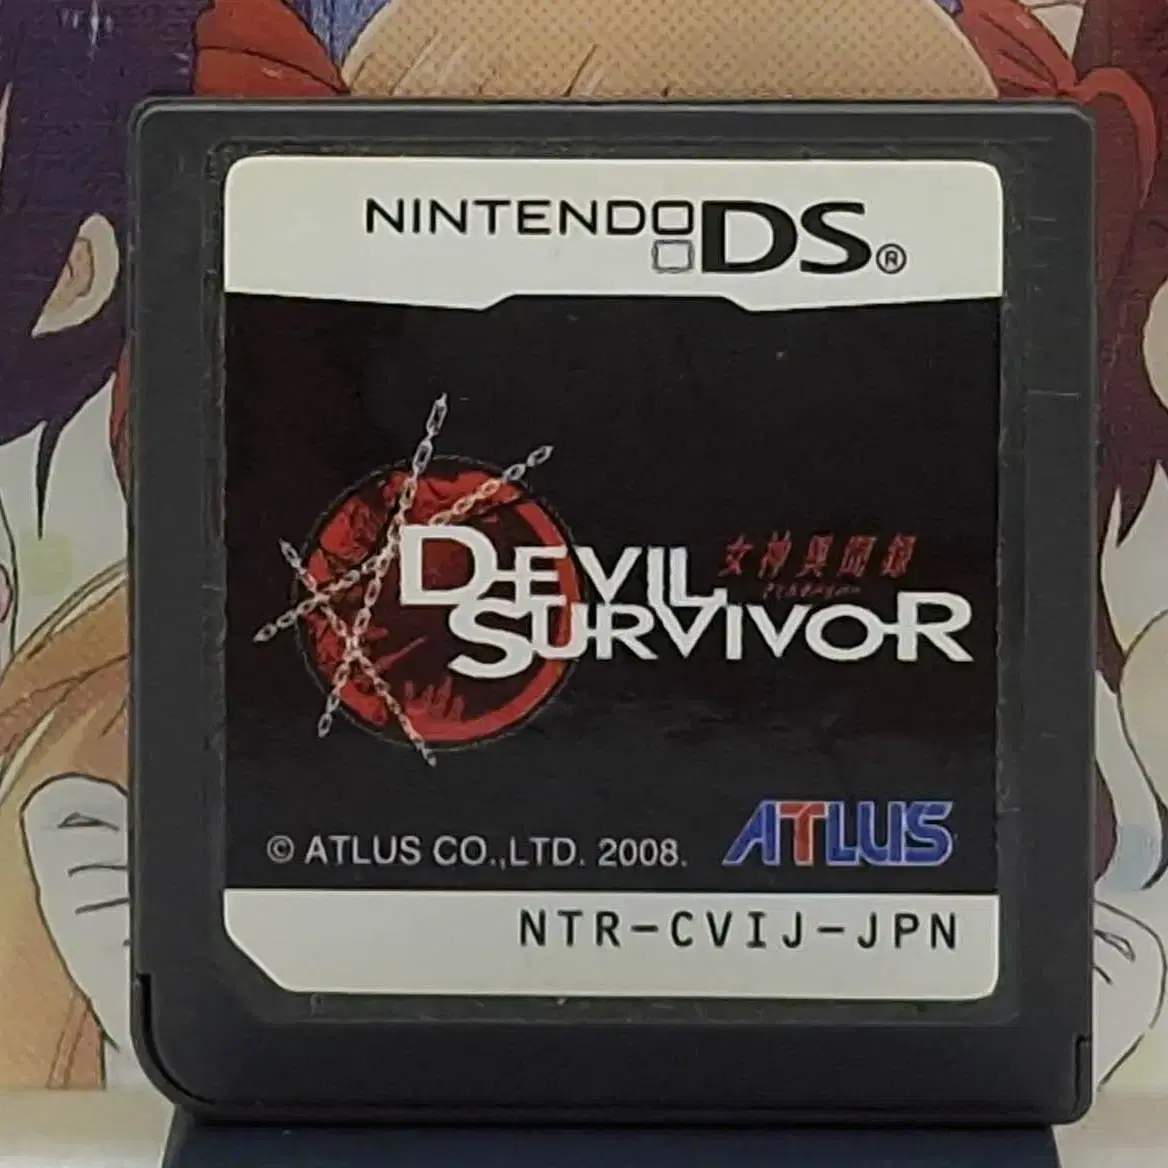 NINTENDO DS®
女神異聞録
DEVIL
SURVIVOR
© ATLUS CO.,LTD. 2008.
ATLUS
NTR-CVIJ-JPN